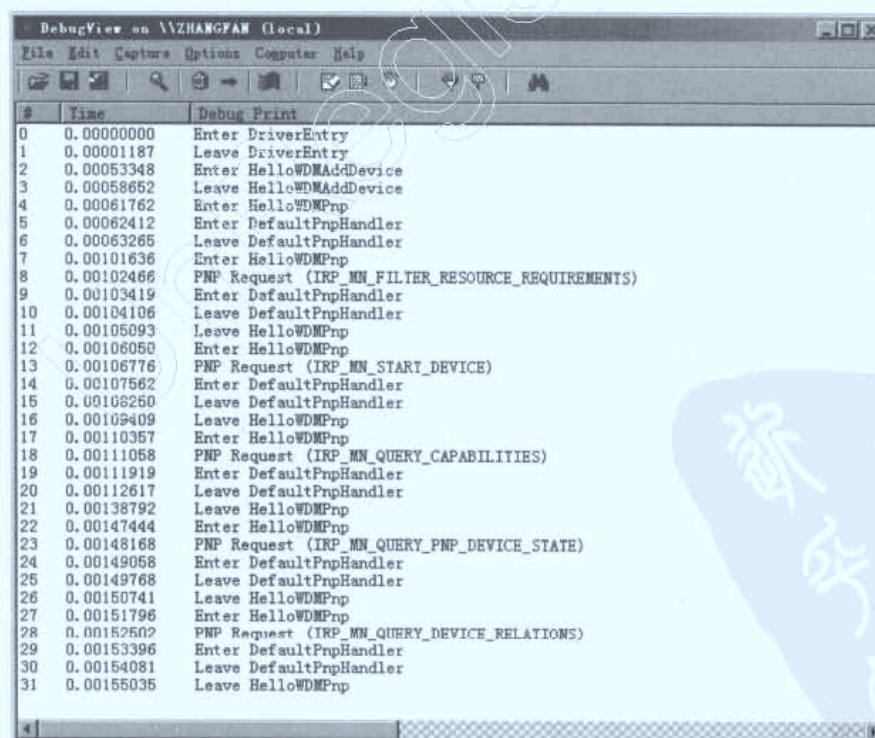 DebugView on \\ZHANGFAN (local)
File Edit Capture Options Computer Help
# Time Debug Print
0 0.00000000 Enter DriverEntry
1 0.00001187 Leave DriverEntry
2 0.00053348 Enter HelloWDMAddDevice
3 0.00058652 Leave HelloWDMAddDevice
4 0.00061762 Enter HelloWDMPnp
5 0.00062412 Enter DefaultPnpHandler
6 0.00063265 Leave DefaultPnpHandler
7 0.00101636 Enter HelloWDMPnp
8 0.00102466 PNP Request (IRP_MN_FILTER_RESOURCE_REQUIREMENTS)
9 0.00103419 Enter DefaultPnpHandler
10 0.00104106 Leave DefaultPnpHandler
11 0.00105093 Leave HelloWDMPnp
12 0.00106050 Enter HelloWDMPnp
13 0.00106776 PNP Request (IRP_MN_START_DEVICE)
14 0.00107562 Enter DefaultPnpHandler
15 0.00108250 Leave DefaultPnpHandler
16 0.00109409 Leave HelloWDMPnp
17 0.00110357 Enter HelloWDMPnp
18 0.00111058 PNP Request (IRP_MN_QUERY_CAPABILITIES)
19 0.00111919 Enter DefaultPnpHandler
20 0.00112617 Leave DefaultPnpHandler
21 0.00138792 Leave HelloWDMPnp
22 0.00147444 Enter HelloWDMPnp
23 0.00148168 PNP Request (IRP_MN_QUERY_PNP_DEVICE_STATE)
24 0.00149058 Enter DefaultPnpHandler
25 0.00149768 Leave DefaultPnpHandler
26 0.00150741 Leave HelloWDMPnp
27 0.00151796 Enter HelloWDMPnp
28 0.00152502 PNP Request (IRP_MN_QUERY_DEVICE_RELATIONS)
29 0.00153396 Enter DefaultPnpHandler
30 0.00154081 Leave DefaultPnpHandler
31 0.00155035 Leave HelloWDMPnp